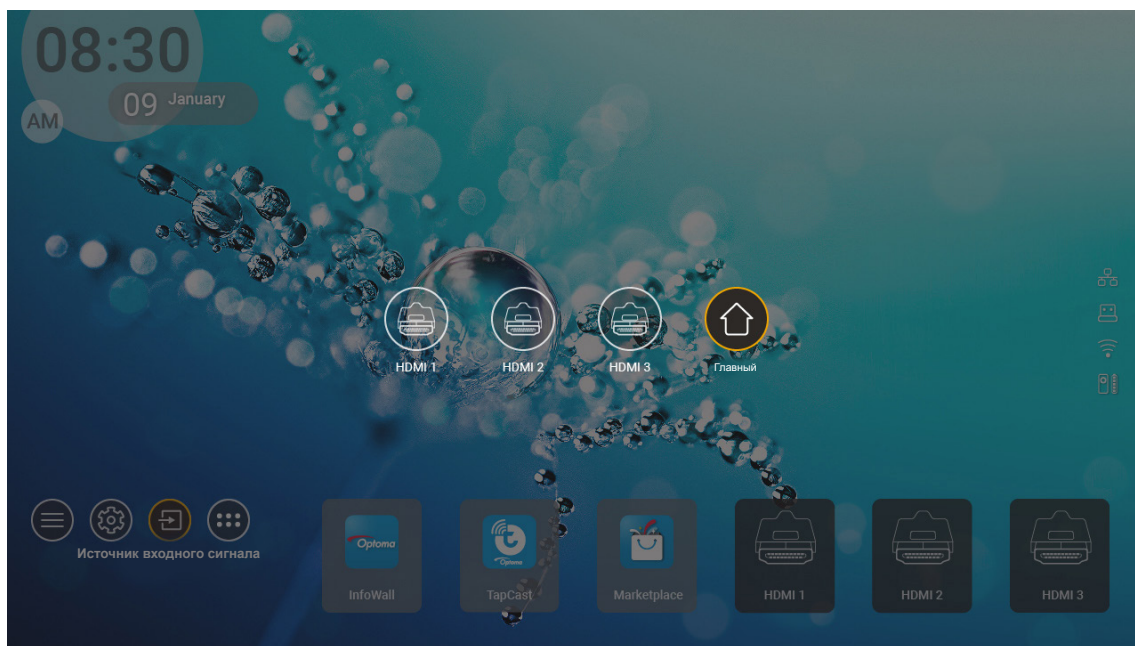 08:30
09 January
AM
HDMI 1 HDMI 2 HDMI 3 Главный
Источник входного сигнала
Optoma
Optoma
InfoWall TapCast Marketplace HDMI 1 HDMI 2 HDMI 3